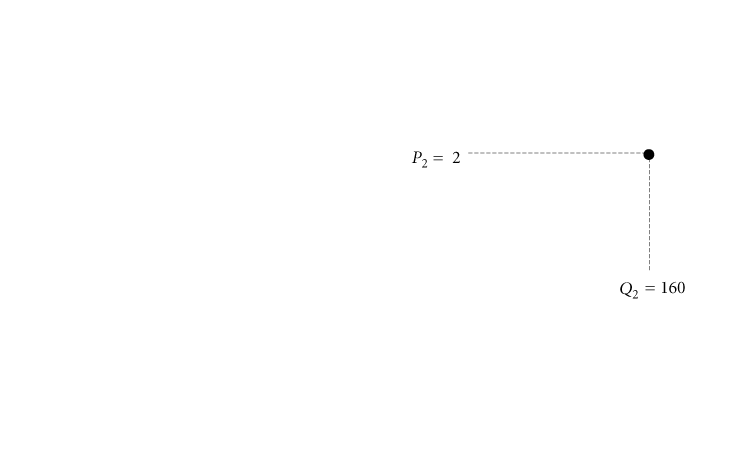 P₂ = 2
Q₂ = 160